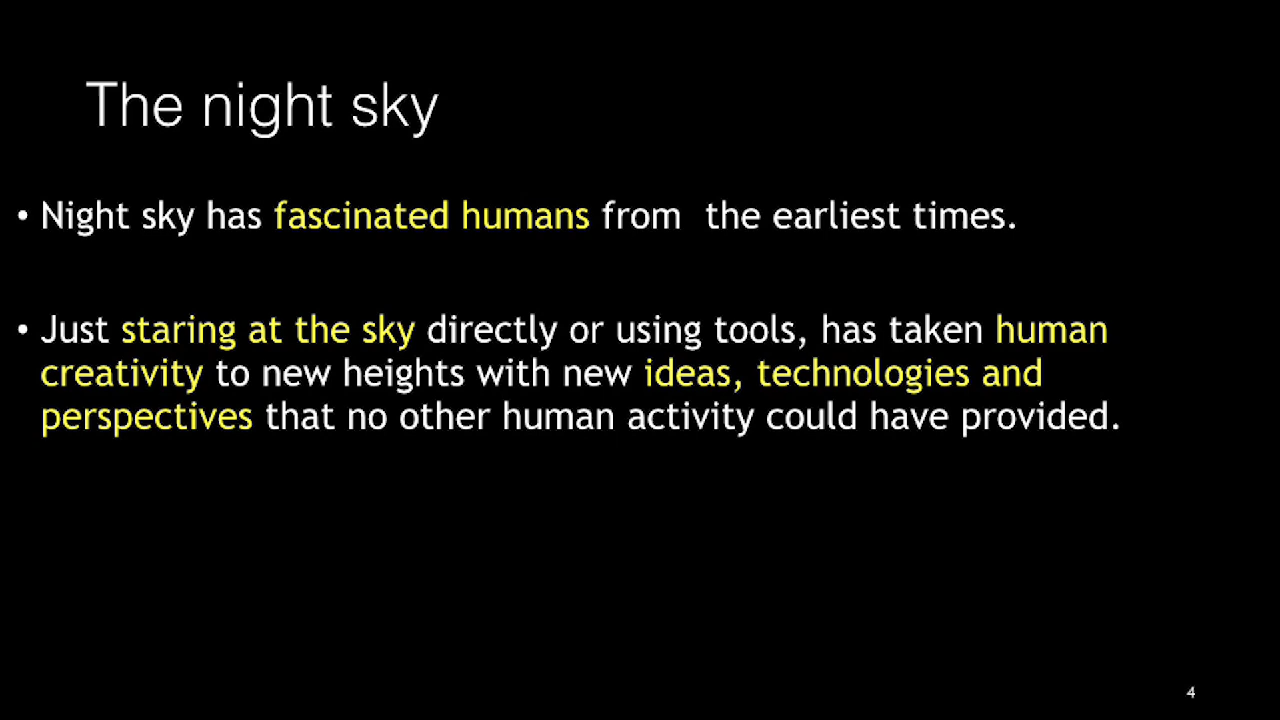 The night sky
• Night sky has fascinated humans from  the earliest times.
• Just staring at the sky directly or using tools, has taken human
creativity to new heights with new ideas, technologies and
perspectives that no other human activity could have provided.
4